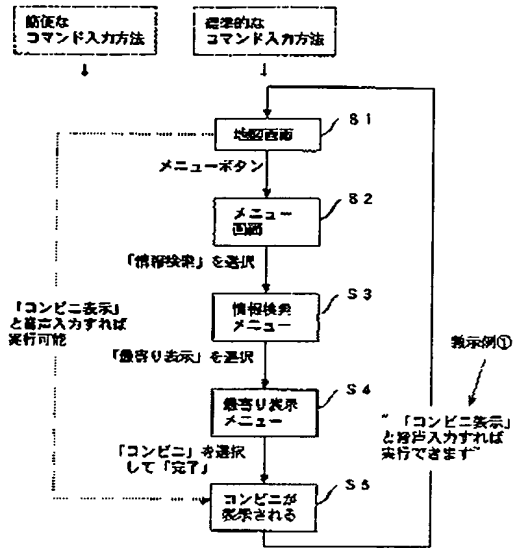 簡便な
コマンド入力方法
標準的な
コマンド入力方法
地図画面
S1
メニューボタン
メニュー
画面
S2
「情報検索」を選択
情報検索
メニュー
S3
「コンビニ表示」
と音声入力すれば
実行可能
「最寄り表示」を選択
最寄り表示
メニュー
S4
教示例①
"「コンビニ表示」
と音声入力すれば
実行できます"
「コンビニ」を選択
して「完了」
コンビニが
表示される
S5